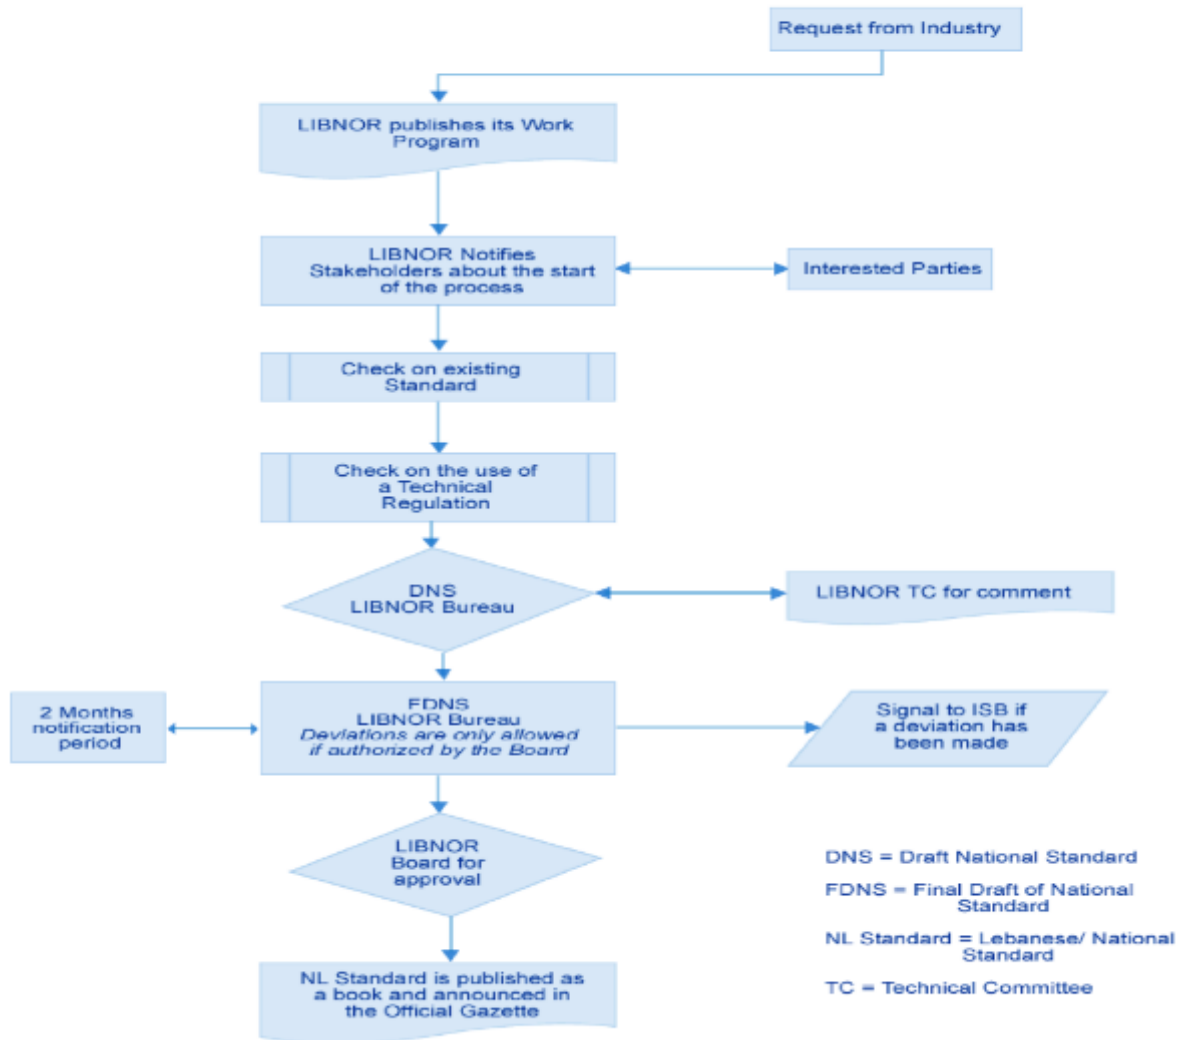 Request from Industry
LIBNOR publishes its Work
Program
LIBNOR Notifies
Stakeholders about the start
of the process
Interested Parties
Check on existing
Standard
Check on the use of
a Technical
Regulation
DNS
LIBNOR Bureau
LIBNOR TC for comment
2 Months
notification
period
FDNS
LIBNOR Bureau
Deviations are only allowed
if authorized by the Board
Signal to ISB if
a deviation has
been made
LIBNOR
Board for
approval
NL Standard is published as
a book and announced in
the Official Gazette
DNS = Draft National Standard
FDNS = Final Draft of National
Standard
NL Standard = Lebanese/ National
Standard
TC = Technical Committee